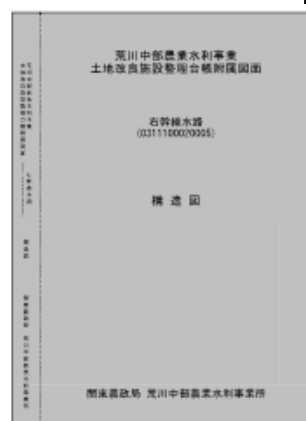 荒川中部農業水利事業
土地改良施設整理台帳附属図面
右幹線水路
(0311100020005)
構造図
関東農政局 荒川中部農業水利事業所